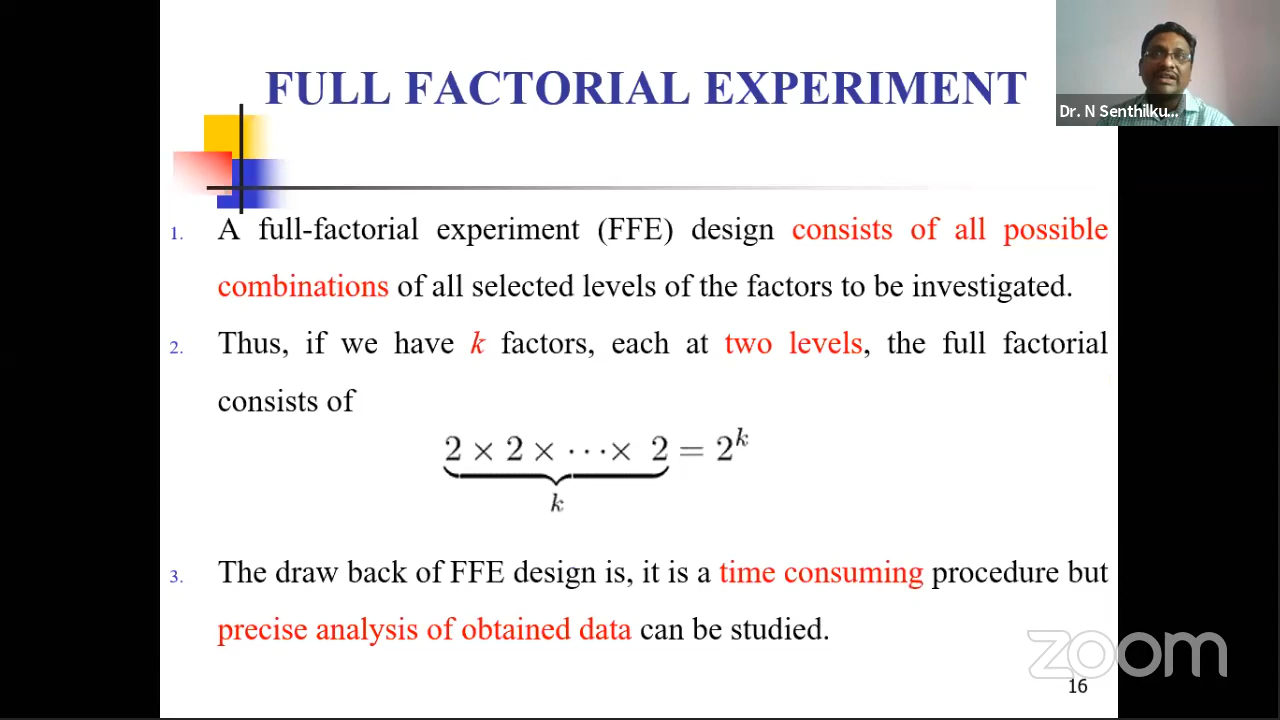 FULL FACTORIAL EXPERIMENT
Dr. N Senthilku...
1. A full-factorial experiment (FFE) design consists of all possible
combinations of all selected levels of the factors to be investigated.
2. Thus, if we have k factors, each at two levels, the full factorial
consists of
2 × 2 × ⋯× 2 = 2^k
k
3. The draw back of FFE design is, it is a time consuming procedure but
precise analysis of obtained data can be studied.
zoom
16